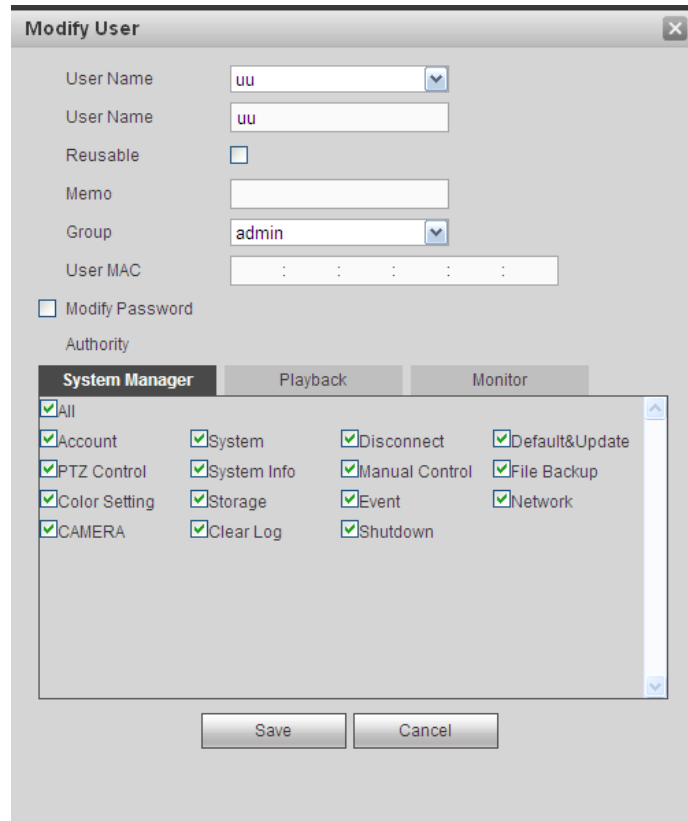 Modify User
User Name uu
User Name uu
Reusable
Memo
Group admin
User MAC : : : : :
Modify Password
Authority
System Manager Playback Monitor
All
Account System Disconnect Default&Update
PTZ Control System Info Manual Control File Backup
Color Setting Storage Event Network
CAMERA Clear Log Shutdown
Save Cancel